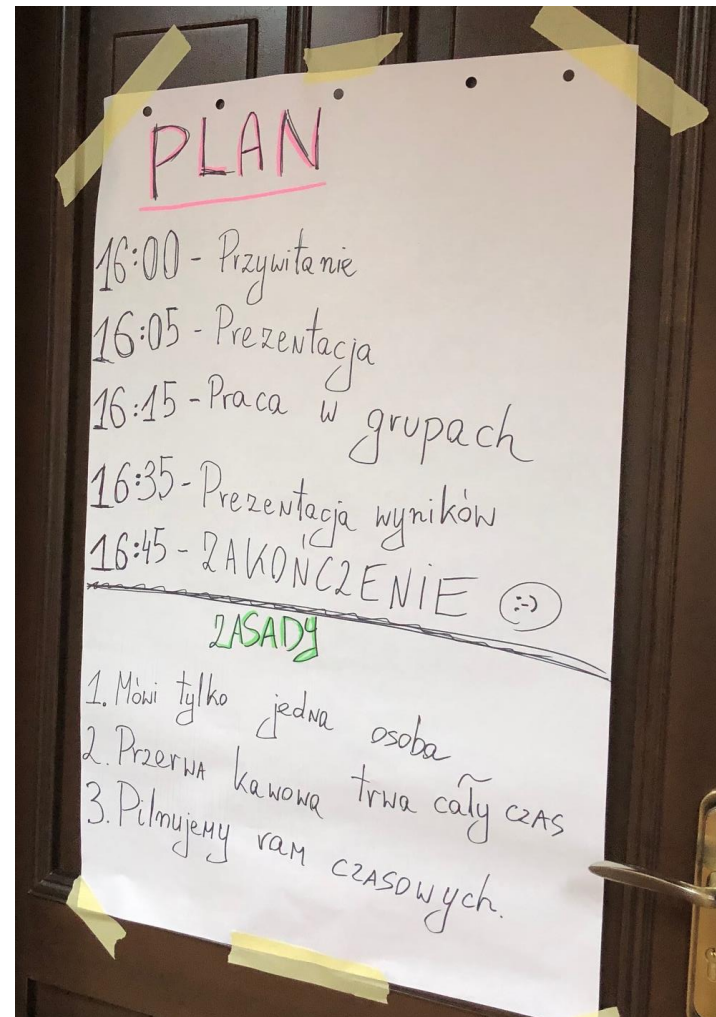 PLAN
16:00 - Przywitanie
16:05 - Prezentacja
16:15 - Praca w grupach
16:35 - Prezentacja wyników
16:45 - ZAKOŃCZENIE :-)
ZASADY
1. Mówi tylko jedna osoba
2. Przerwa kawowa trwa cały czas
3. Pilnujemy ram czasowych.